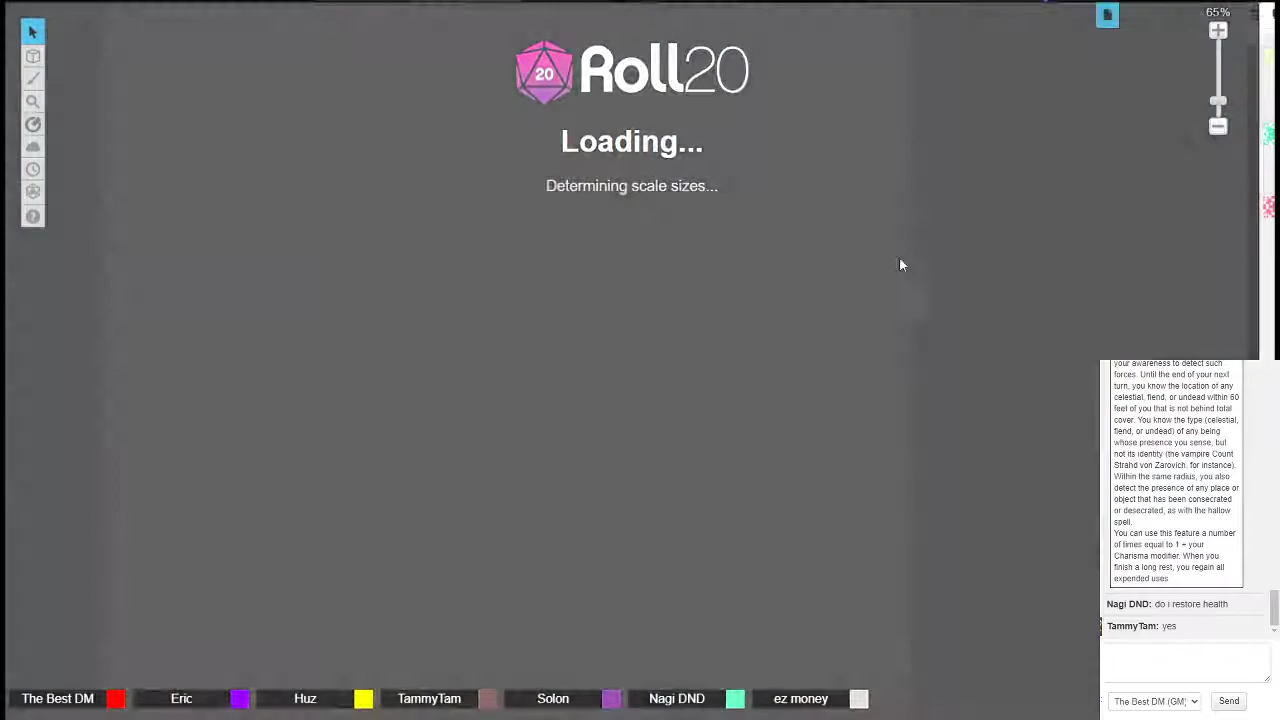 65%
20 Roll20
Loading...
Determining scale sizes...
your awareness to detect such
forces. Until the end of your next
turn, you know the location of any
celestial, fiend, or undead within 60
feet of you that is not behind total
cover. You know the type (celestial,
fiend, or undead) of any being
whose presence you sense, but
not its identity (the vampire Count
Strahd von Zarovich, for instance).
Within the same radius, you also
detect the presence of any place or
object that has been consecrated
or desecrated, as with the hallow
spell.
You can use this feature a number
of times equal to 1 + your
Charisma modifier. When you
finish a long rest, you regain all
expended uses
Nagi DND: do i restore health
TammyTam: yes
The Best DM (GM)
Send
The Best DM
Eric
Huz
TammyTam
Solon
Nagi DND
ez money